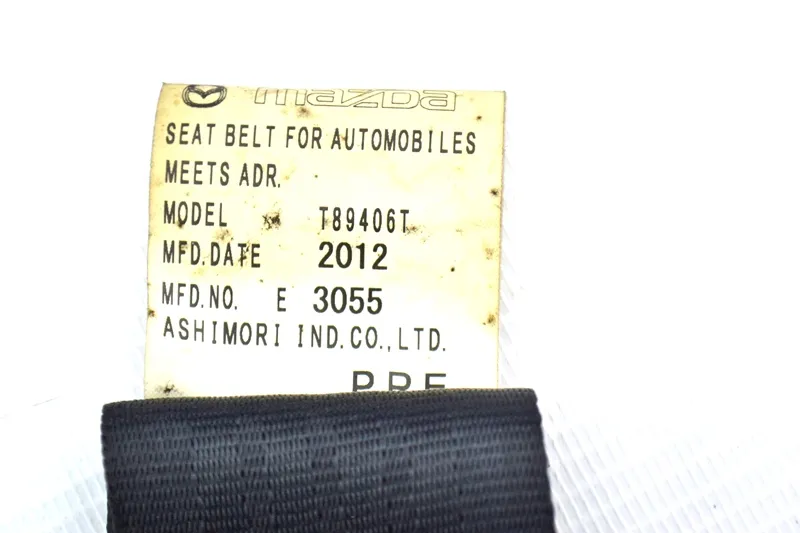 mazda
SEAT BELT FOR AUTOMOBILES
MEETS ADR.
MODEL T89406T
MFD.DATE 2012
MFD.NO. E 3055
ASHIMORI IND.CO.,LTD.